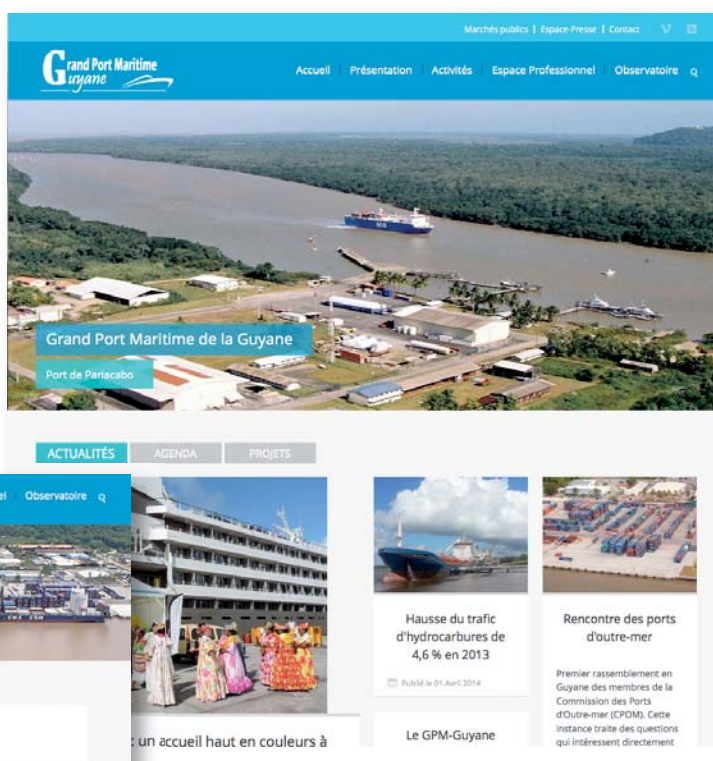 Marchés publics | Espace Presse | Contact
Grand Port Maritime
Guyane
Accueil Présentation Activités Espace Professionnel Observatoire
Grand Port Maritime de la Guyane
Port de Pariacabo
ACTUALITÉS AGENDA PROJETS
el Observatoire
CMA CGM
Hausse du trafic
d'hydrocarbures de
4,6 % en 2013
Publié le 01 Avril 2014
Le GPM-Guyane
Rencontre des ports
d'outre-mer
Premier rassemblement en
Guyane des membres de la
Commission des Ports
d'Outre-mer (CPOM). Cette
instance traite des questions
qui intéressent directement
: un accueil haut en couleurs à